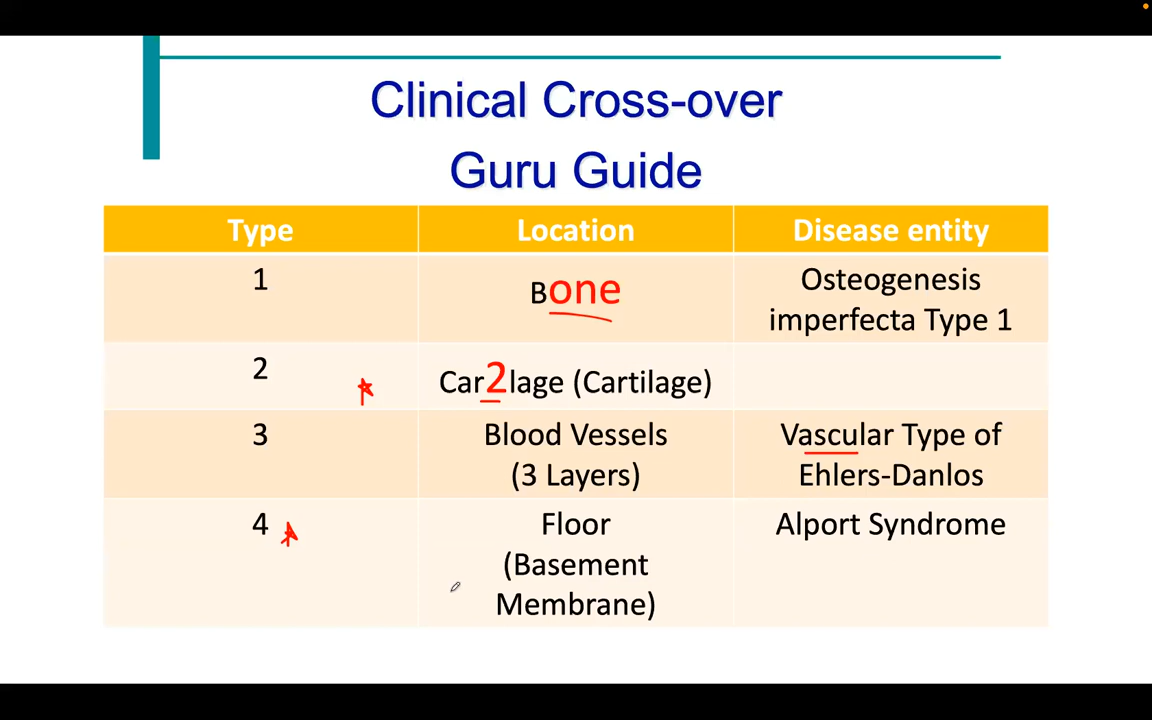 Clinical Cross-over
Guru Guide
Type Location Disease entity
1 Bone Osteogenesis
imperfecta Type 1
2 Car2lage (Cartilage)
3 Blood Vessels Vascular Type of
(3 Layers) Ehlers-Danlos
4 Floor Alport Syndrome
(Basement
Membrane)